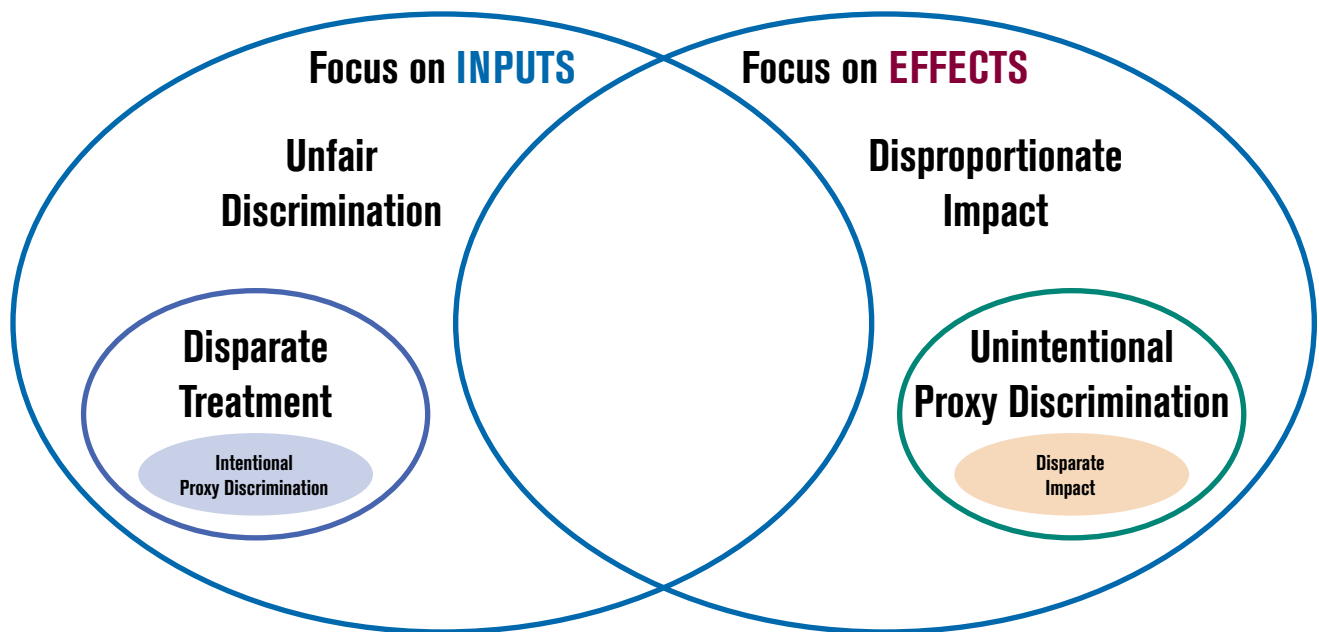 Focus on INPUTS
Unfair
Discrimination
Disparate
Treatment
Intentional
Proxy Discrimination
Focus on EFFECTS
Disproportionate
Impact
Unintentional
Proxy Discrimination
Disparate
Impact